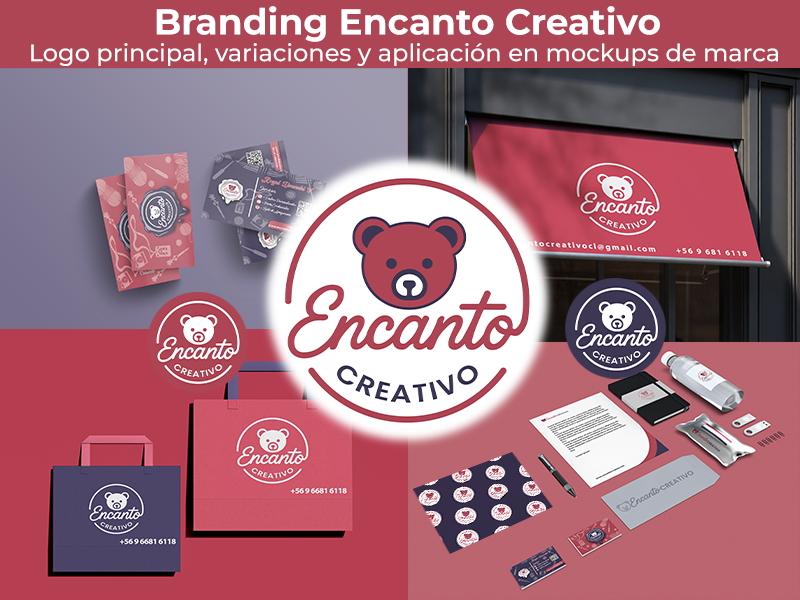 Branding Encanto Creativo
Logo principal, variaciones y aplicación en mockups de marca
Encanto
CREATIVO
ntocreativocl@gmail.com +56 9 681 6118
Encanto
CREATIVO
Encanto
CREATIVO
Encanto
CREATIVO
Encanto
CREATIVO
+56 9 6681 6118
Encanto
CREATIVO
+56 9 6681 6118
Encanto CREATIVO